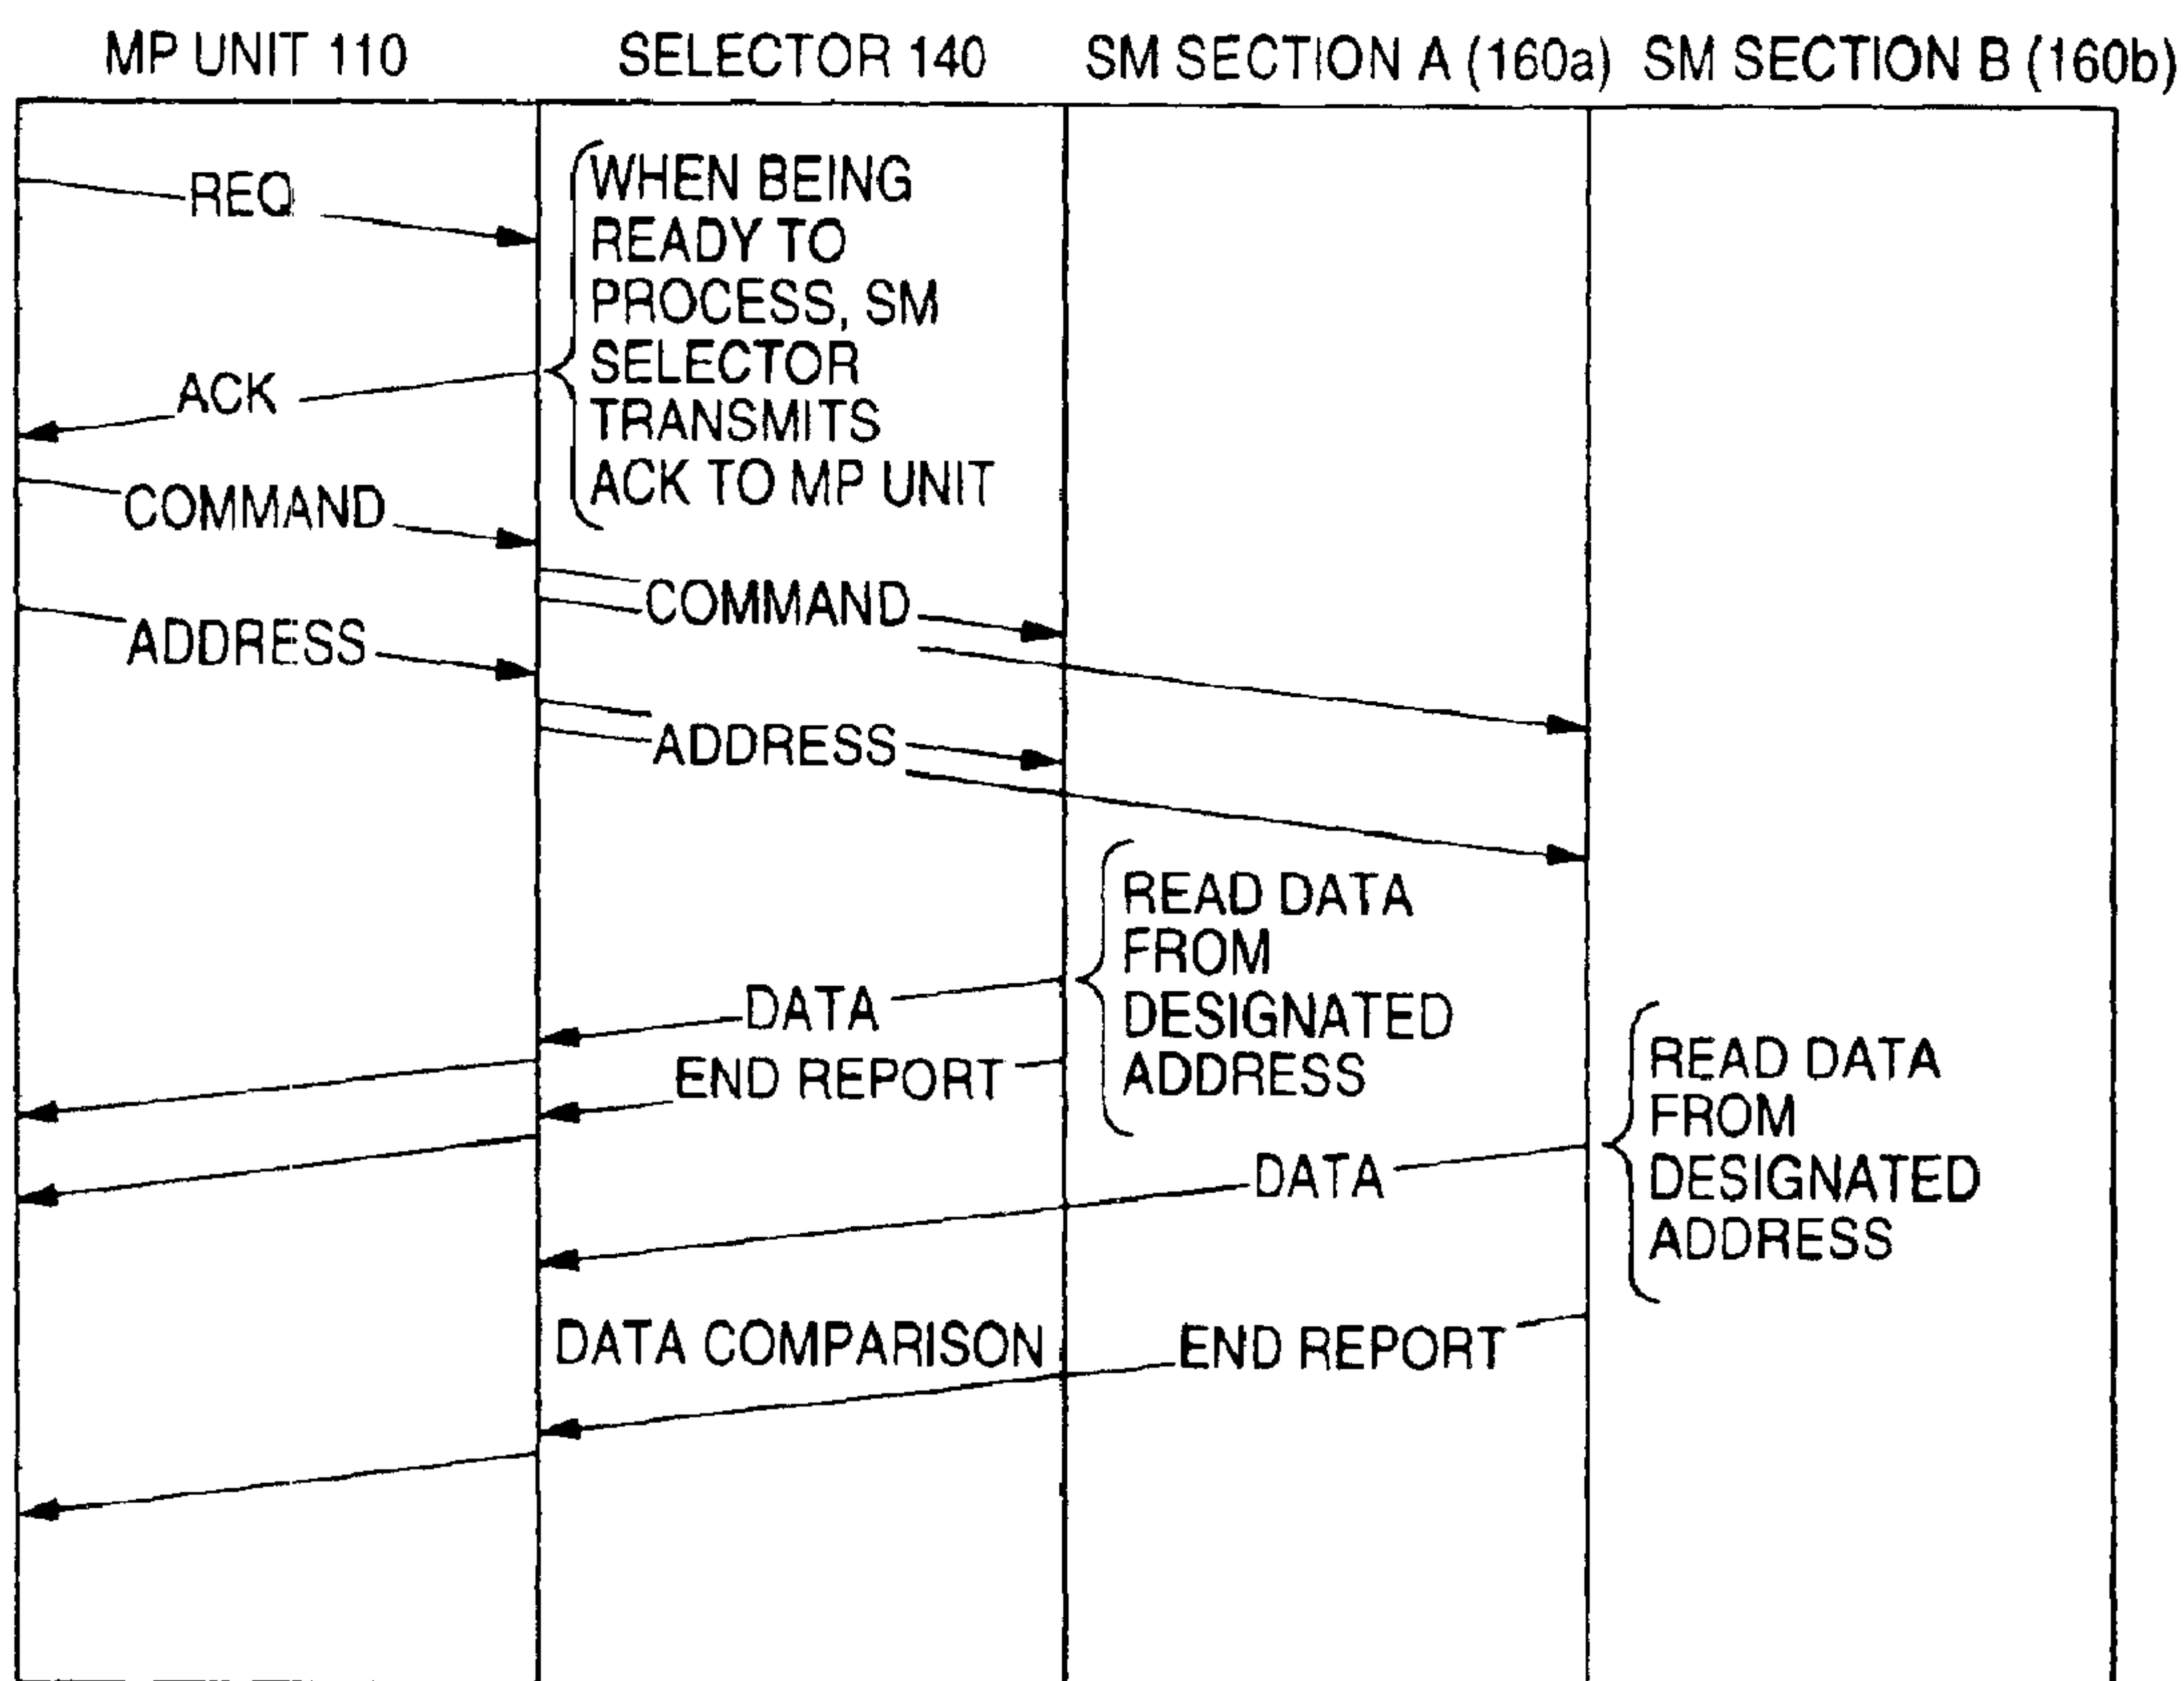 MP UNIT 110
SELECTOR 140
SM SECTION A (160a)
SM SECTION B (160b)
REQ
WHEN BEING
READY TO
PROCESS, SM
SELECTOR
TRANSMITS
ACK TO MP UNIT
ACK
COMMAND
COMMAND
ADDRESS
ADDRESS
READ DATA
FROM
DESIGNATED
ADDRESS
DATA
END REPORT
READ DATA
FROM
DESIGNATED
ADDRESS
DATA
DATA COMPARISON
END REPORT